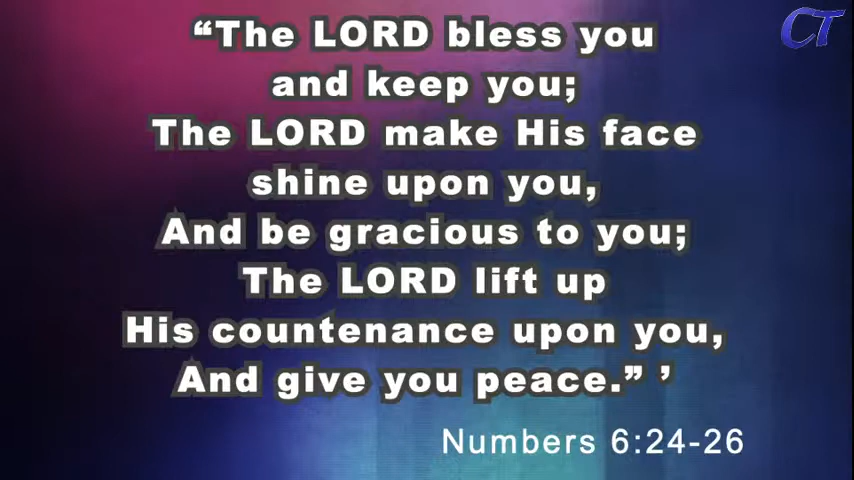 CT
“The LORD bless you
and keep you;
The LORD make His face
shine upon you,
And be gracious to you;
The LORD lift up
His countenance upon you,
And give you peace.” ’
Numbers 6:24-26